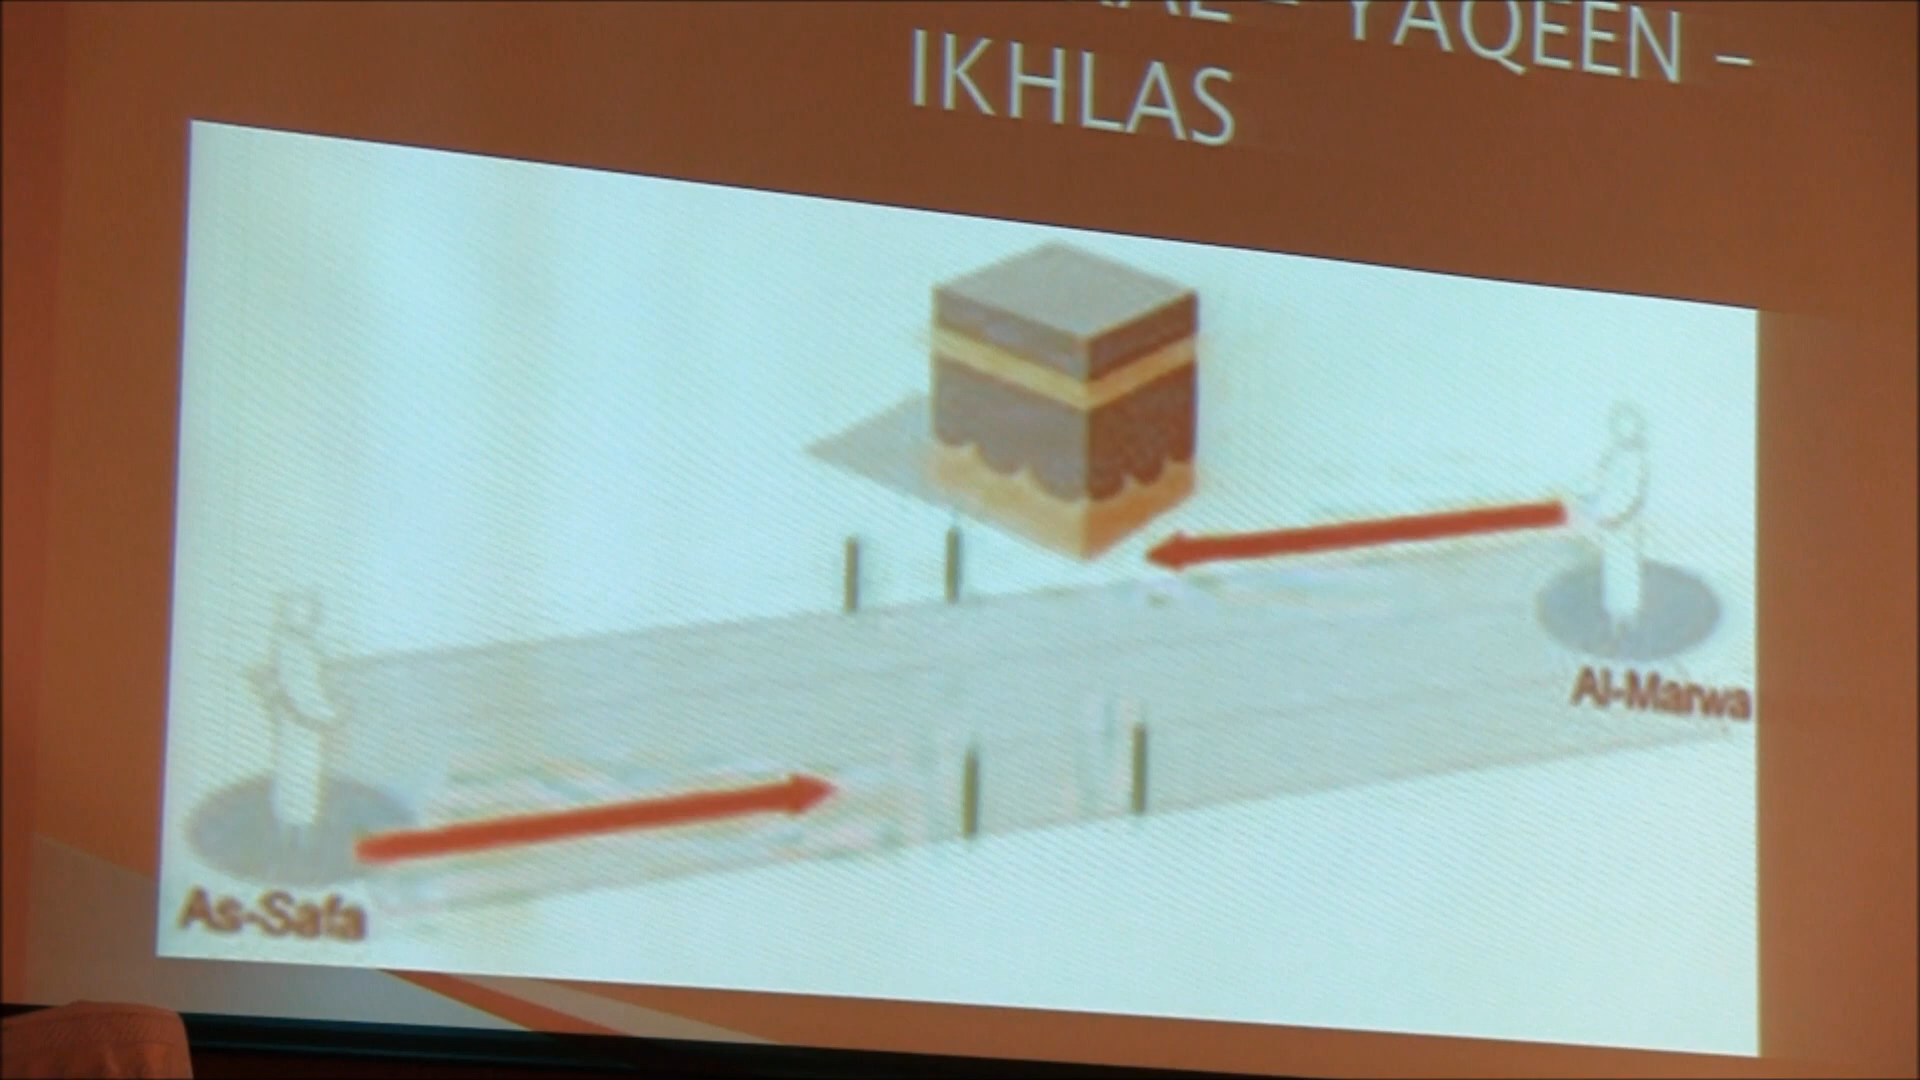 – YAQEEN –
IKHLAS
Al-Marwa
As-Safa